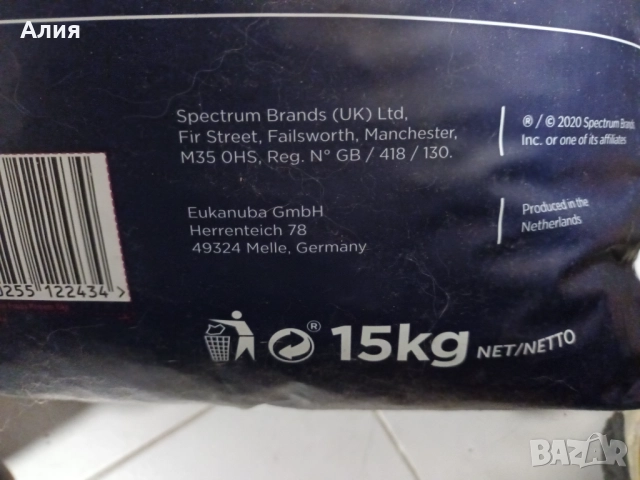 Алия
Spectrum Brands (UK) Ltd,
Fir Street, Failsworth, Manchester,
M35 0HS, Reg. N° GB / 418 / 130.
® / © 2020 Spectrum Brands
Inc. or one of its affiliates
Eukanuba GmbH
Herrenteich 78
49324 Melle, Germany
Produced in the
Netherlands
255 122434 >
® 15kg NET/NETTO
BAZAR